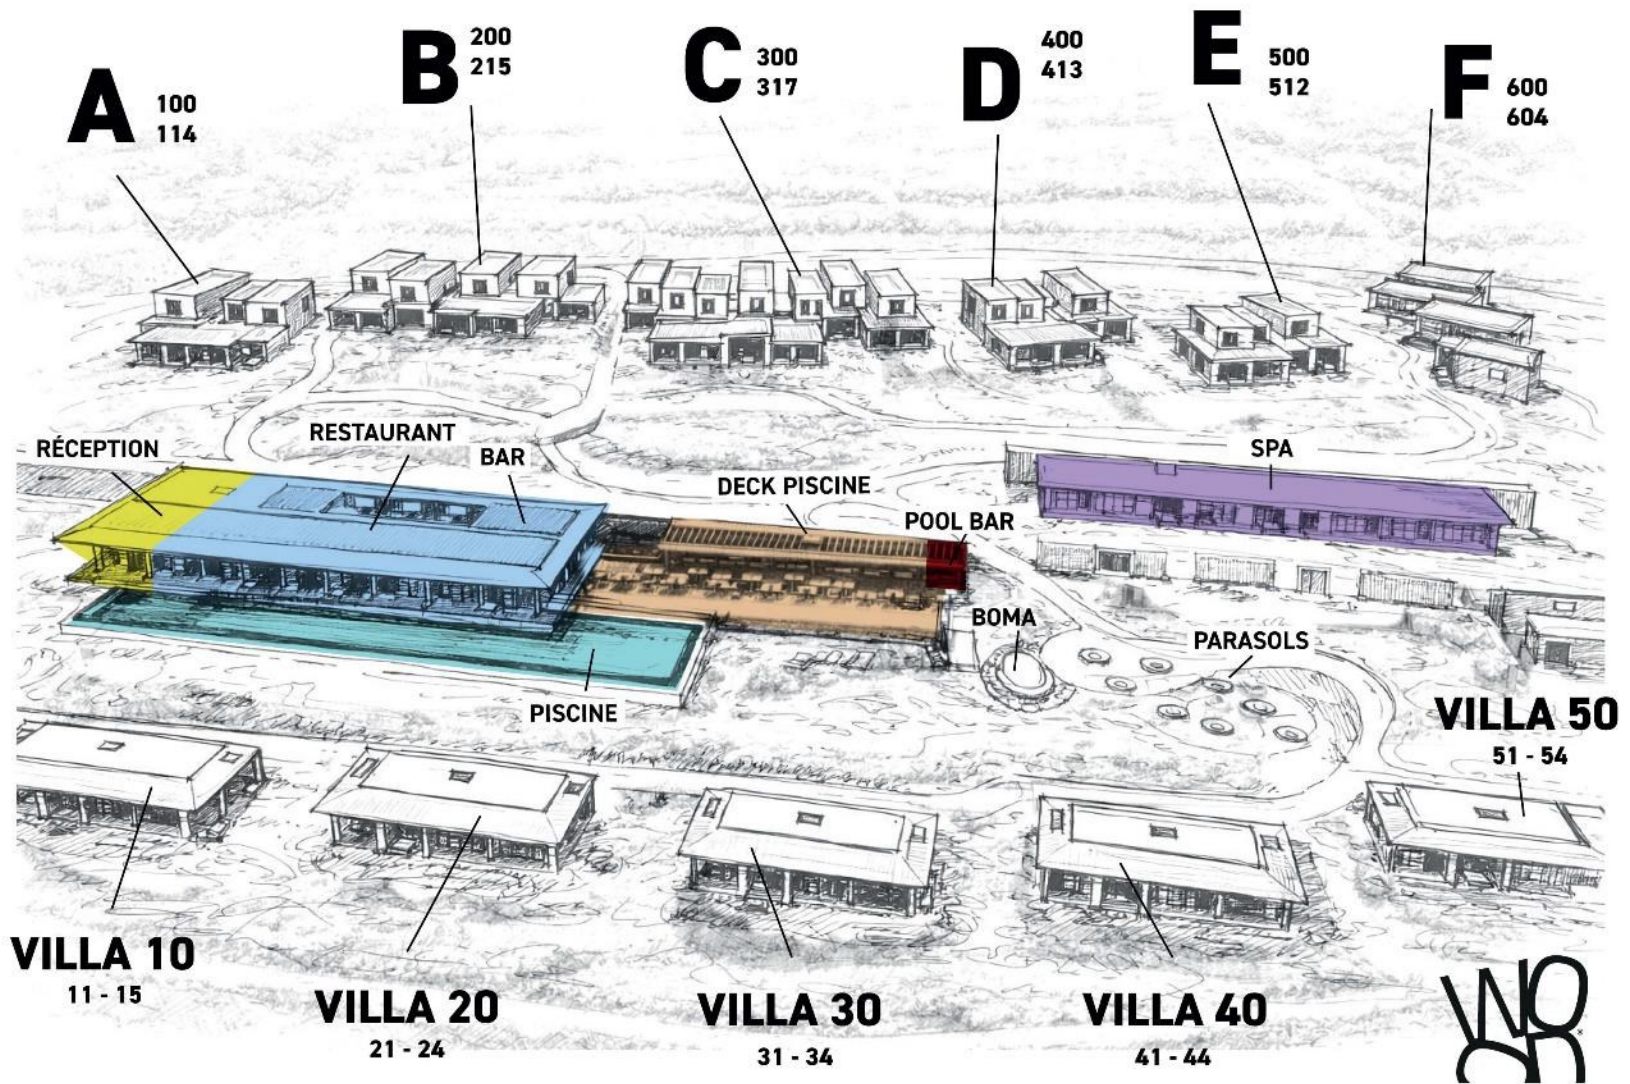 A
100
114
B
200
215
C
300
317
D
400
413
E
500
512
F
600
604
RÉCEPTION
RESTAURANT
BAR
DECK PISCINE
POOL BAR
SPA
BOMA
PARASOLS
PISCINE
VILLA 50
51 - 54
VILLA 10
11 - 15
VILLA 20
21 - 24
VILLA 30
31 - 34
VILLA 40
41 - 44